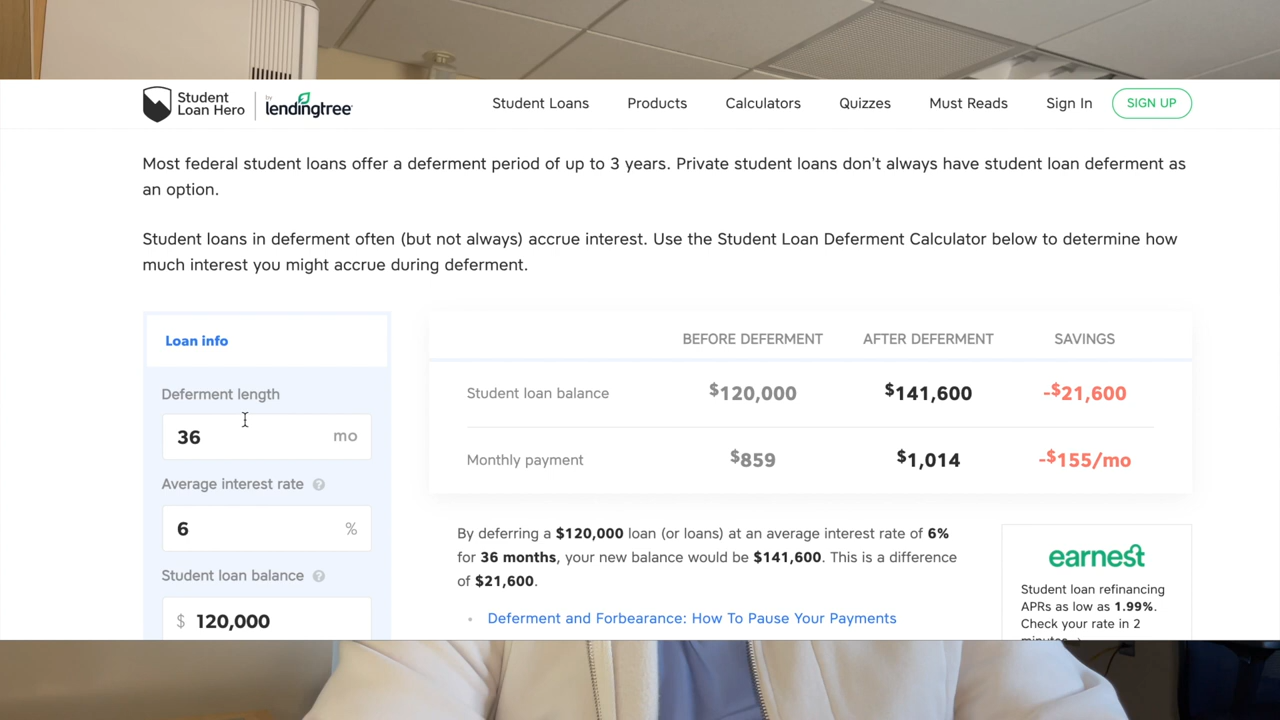 Student Loan Hero
by lendingtree
Student Loans Products Calculators Quizzes Must Reads Sign In SIGN UP
Most federal student loans offer a deferment period of up to 3 years. Private student loans don't always have student loan deferment as
an option.
Student loans in deferment often (but not always) accrue interest. Use the Student Loan Deferment Calculator below to determine how
much interest you might accrue during deferment.
Loan info
Deferment length
36 mo
Average interest rate ?
6 %
Student loan balance ?
$ 120,000
BEFORE DEFERMENT AFTER DEFERMENT SAVINGS
Student loan balance $120,000 $141,600 -$21,600
Monthly payment $859 $1,014 -$155/mo
By deferring a $120,000 loan (or loans) at an average interest rate of 6%
for 36 months, your new balance would be $141,600. This is a difference
of $21,600.
• Deferment and Forbearance: How To Pause Your Payments
earnest
Student loan refinancing
APRs as low as 1.99%.
Check your rate in 2